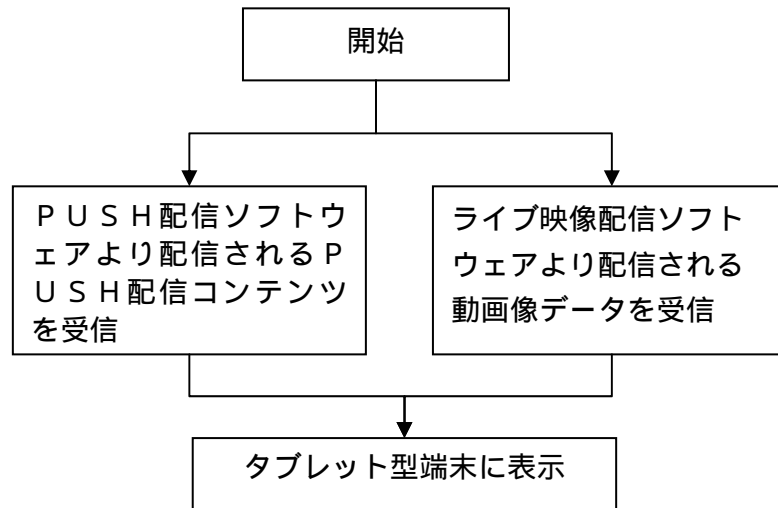 開始
ＰＵＳＨ配信ソフトウ
ェアより配信されるＰ
ＵＳＨ配信コンテンツ
を受信
ライブ映像配信ソフト
ウェアより配信される
動画像データを受信
タブレット型端末に表示